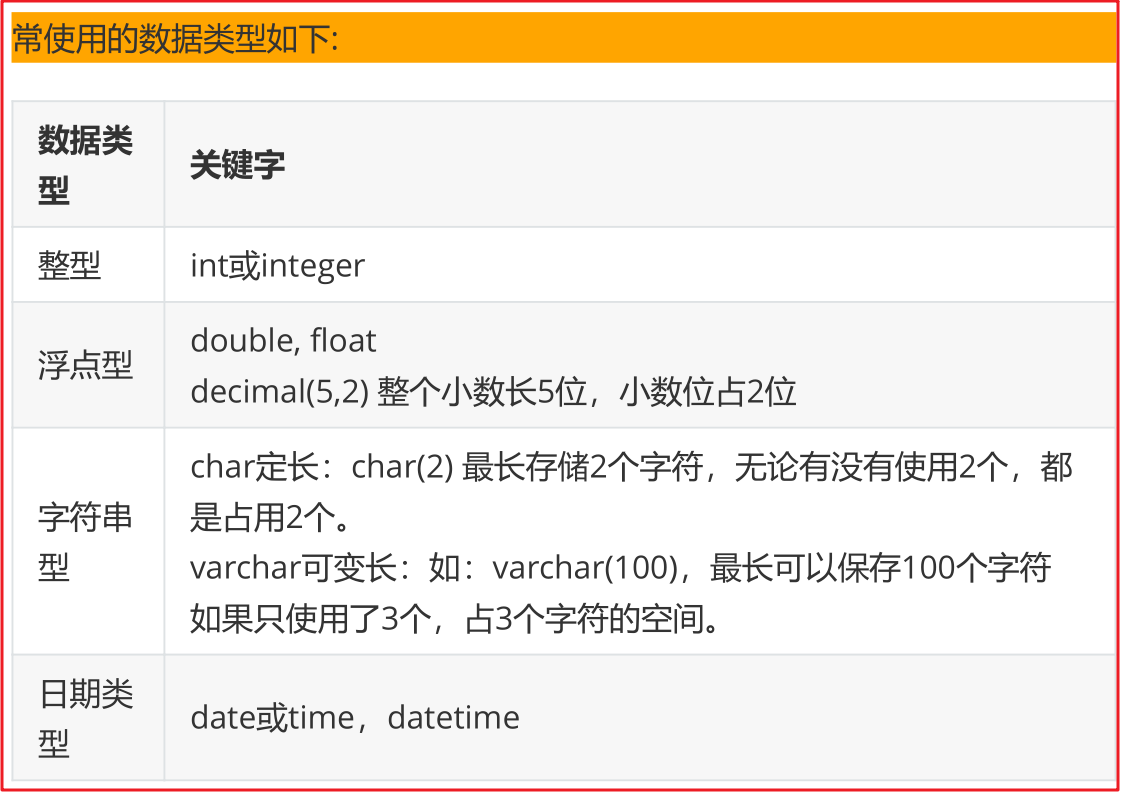 常使用的数据类型如下:
数据类
型
关键字
整型
int或integer
浮点型
double, float
decimal(5,2) 整个小数长5位，小数位占2位
字符串
型
char定长：char(2) 最长存储2个字符，无论有没有使用2个，都
是占用2个。
varchar可变长：如：varchar(100)，最长可以保存100个字符
如果只使用了3个，占3个字符的空间。
日期类
型
date或time，datetime